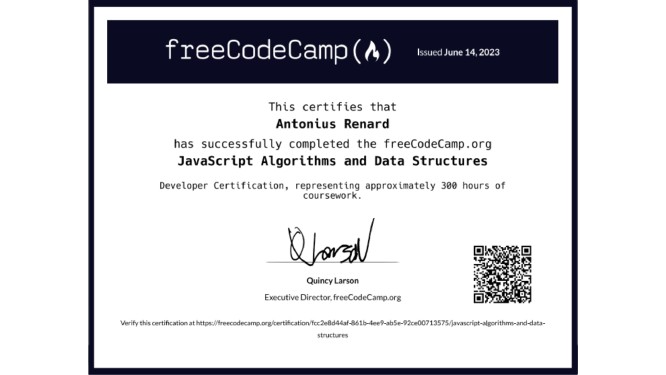 freeCodeCamp(🔥)
Issued June 14, 2023
This certifies that
Antonius Renard
has successfully completed the freeCodeCamp.org
JavaScript Algorithms and Data Structures
Developer Certification, representing approximately 300 hours of
coursework.
Quincy Larson
Executive Director, freeCodeCamp.org
Verify this certification at https://freecodecamp.org/certification/fcc2e8d44af-861b-4ee9-ab5e-92ce00713575/javascript-algorithms-and-data-
structures